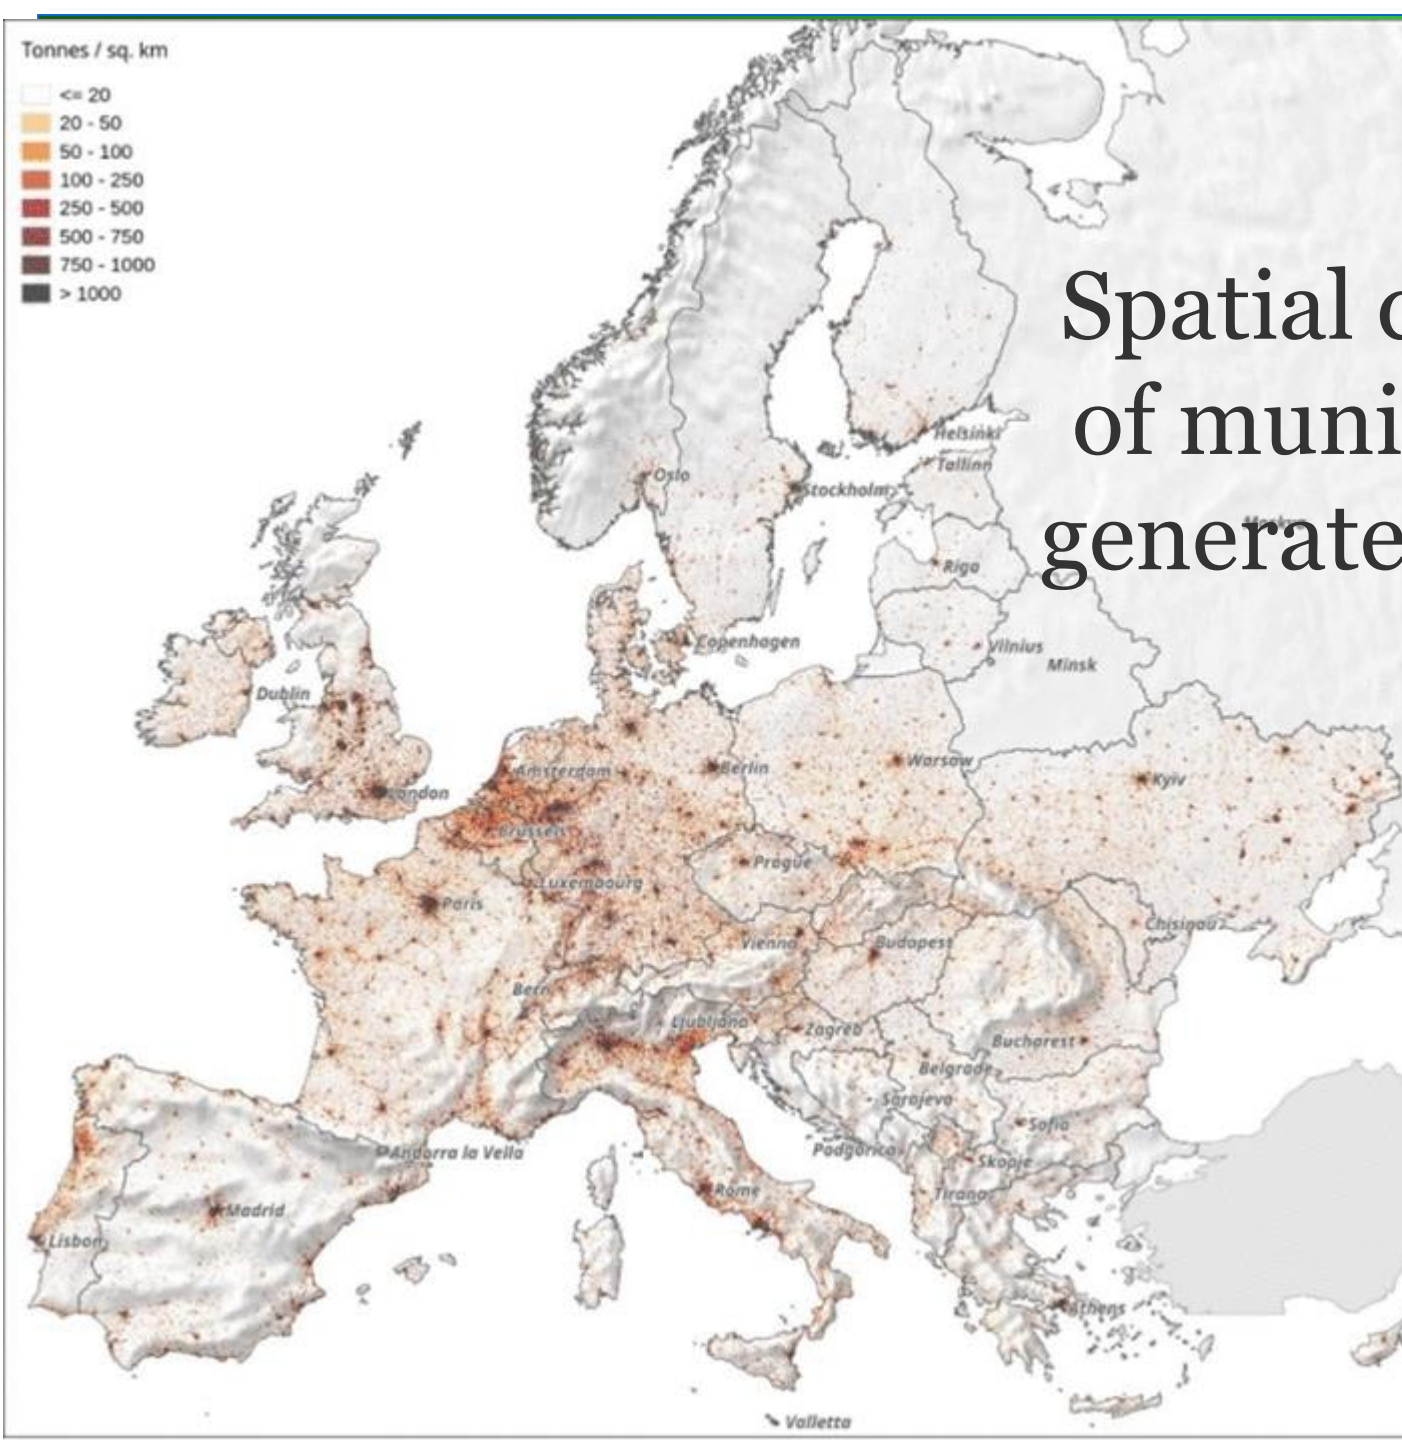 Tonnes / sq. km
<= 20
20 - 50
50 - 100
100 - 250
250 - 500
500 - 750
750 - 1000
> 1000
Spatial
of muni
generate
Helsinki
Tallinn
Oslo
Stockholm
Riga
Copenhagen
Vilnius
Minsk
Dublin
Amsterdam
Berlin
Warsaw
Kyiv
London
Brussels
Prague
Luxembourg
Paris
Chisinau
Vienna
Budapest
Bern
Ljubljana
Zagreb
Bucharest
Belgrade
Sarajevo
Sofia
Podgorica
Andorra la Vella
Skopje
Rome
Tirana
Madrid
Lisbon
Athens
Valletta